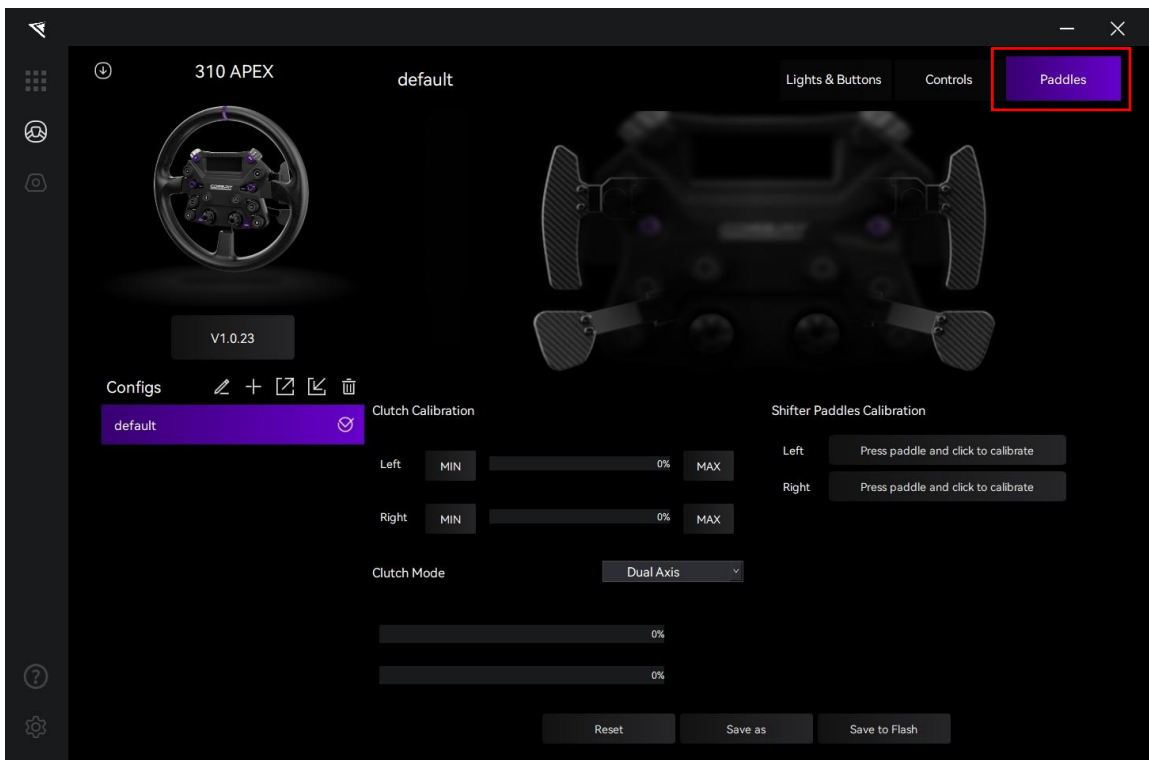 310 APEX
default
Lights & Buttons
Controls
Paddles
V1.0.23
Configs
default
Clutch Calibration
Left MIN 0% MAX
Right MIN 0% MAX
Clutch Mode Dual Axis
0%
0%
Shifter Paddles Calibration
Left Press paddle and click to calibrate
Right Press paddle and click to calibrate
Reset
Save as
Save to Flash